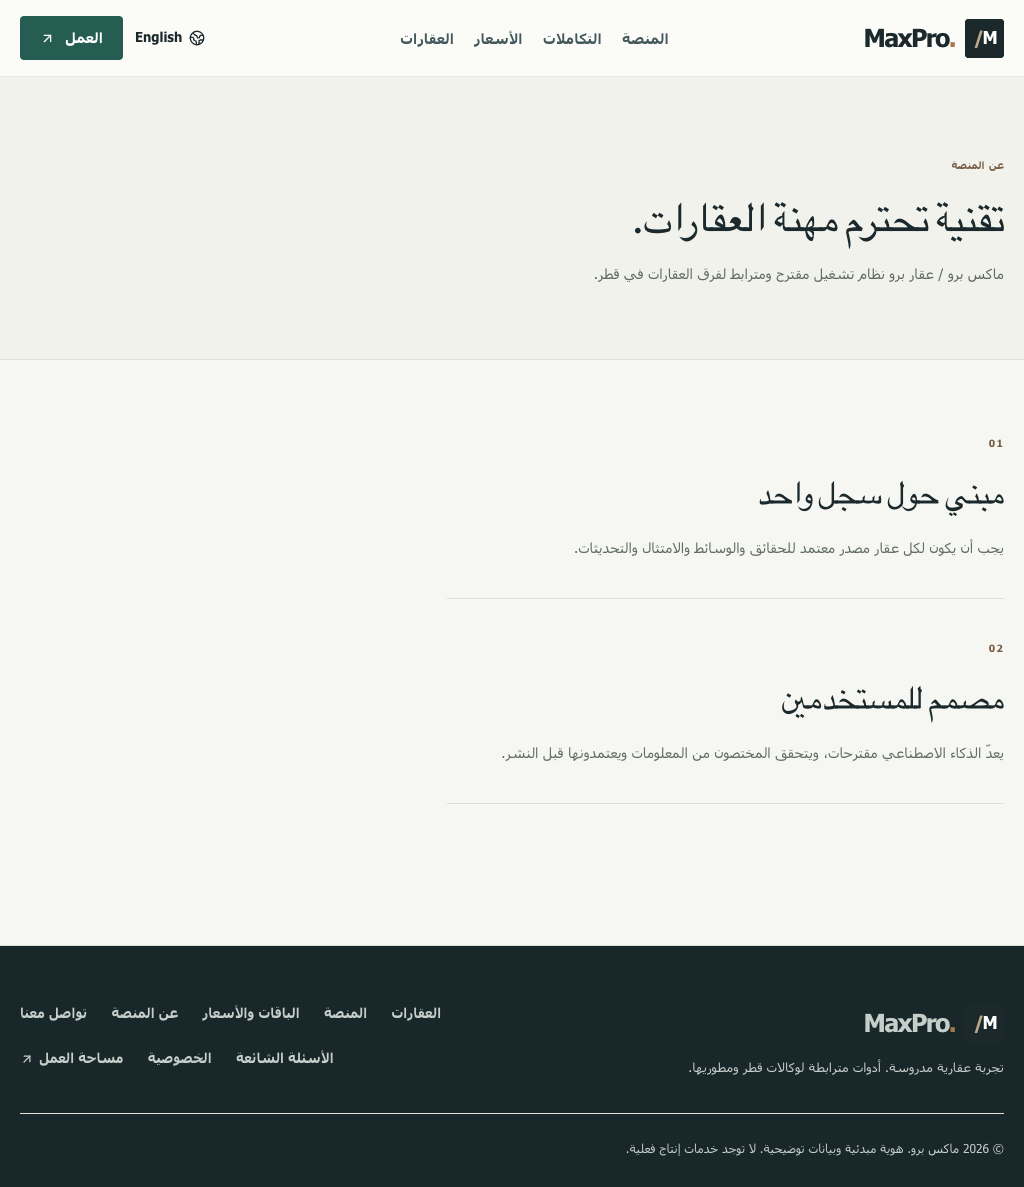 M/ MaxPro.
المنصة التكاملات الأسعار العقارات
English
العمل
عن المنصة
تقنية تحترم مهنة العقارات.
ماكس برو / عقار برو نظام تشغيل مقترح ومترابط لفرق العقارات في قطر.
01
مبني حول سجل واحد
يجب أن يكون لكل عقار مصدر معتمد للحقائق والوسائط والامتثال والتحديثات.
02
مصمم للمستخدمين
يعدّ الذكاء الاصطناعي مقترحات، ويتحقق المختصون من المعلومات ويعتمدونها قبل النشر.
M/ MaxPro.
تجربة عقارية مدروسة. أدوات مترابطة لوكالات قطر ومطوريها.
العقارات المنصة الباقات والأسعار عن المنصة تواصل معنا
الأسئلة الشائعة الخصوصية مساحة العمل
© 2026 ماكس برو. هوية مبدئية وبيانات توضيحية. لا توجد خدمات إنتاج فعلية.